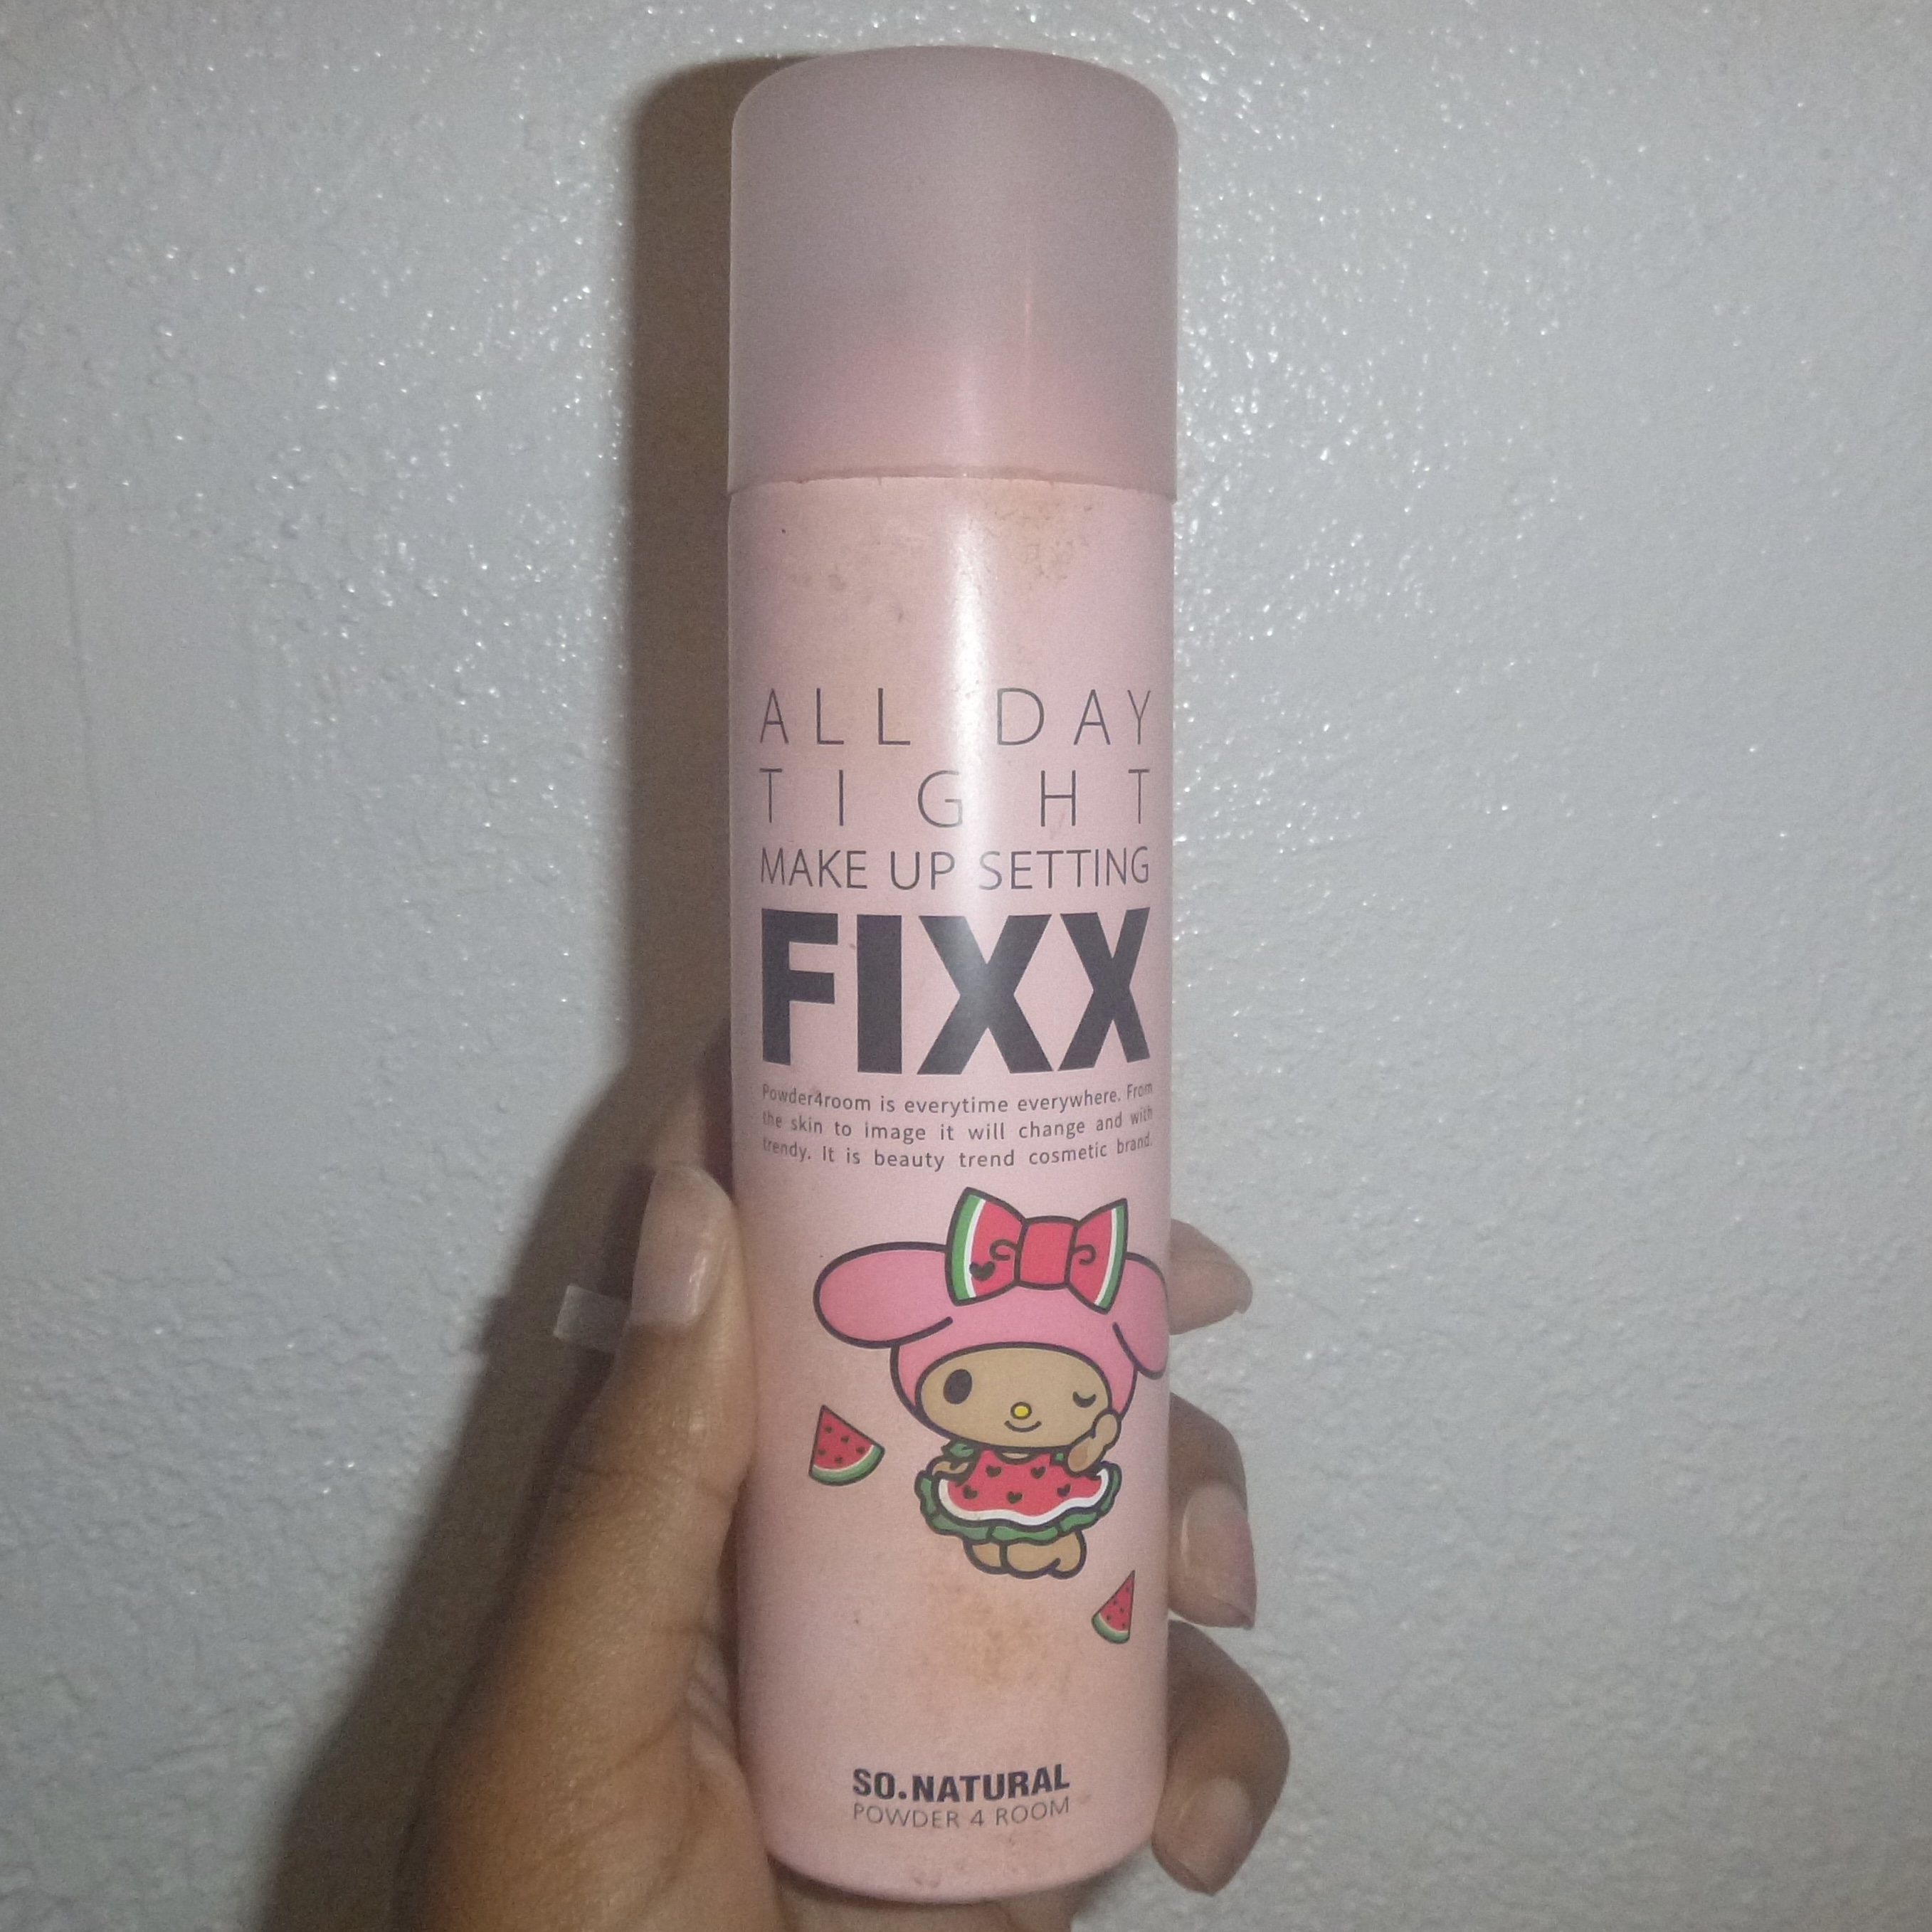 ALL DAY
TIGHT
MAKE UP SETTING
FIXX
Powder4room is everytime everywhere. From
the skin to image it will change and with
trendy. It is beauty trend cosmetic brand.
SO.NATURAL
POWDER 4 ROOM